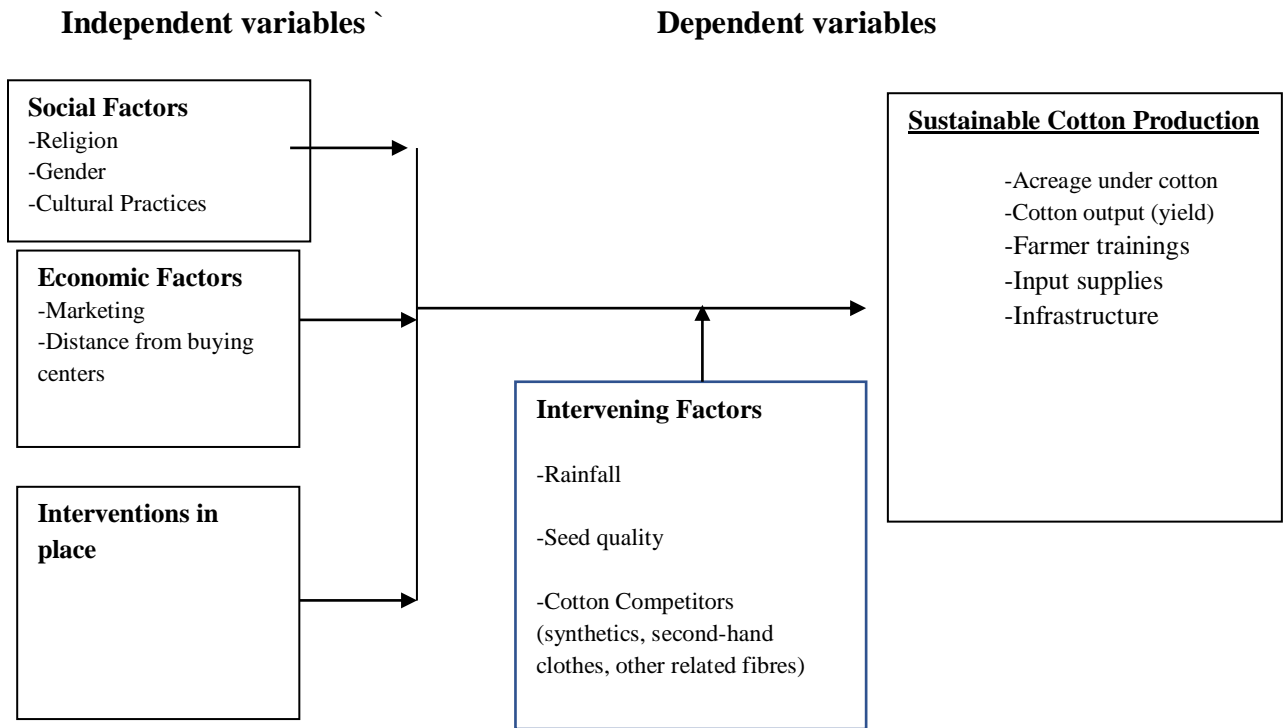 Independent variables `
Dependent variables
Social Factors
-Religion
-Gender
-Cultural Practices
Economic Factors
-Marketing
-Distance from buying
centers
Interventions in
place
Intervening Factors
-Rainfall
-Seed quality
-Cotton Competitors
(synthetics, second-hand
clothes, other related fibres)
Sustainable Cotton Production
-Acreage under cotton
-Cotton output (yield)
-Farmer trainings
-Input supplies
-Infrastructure